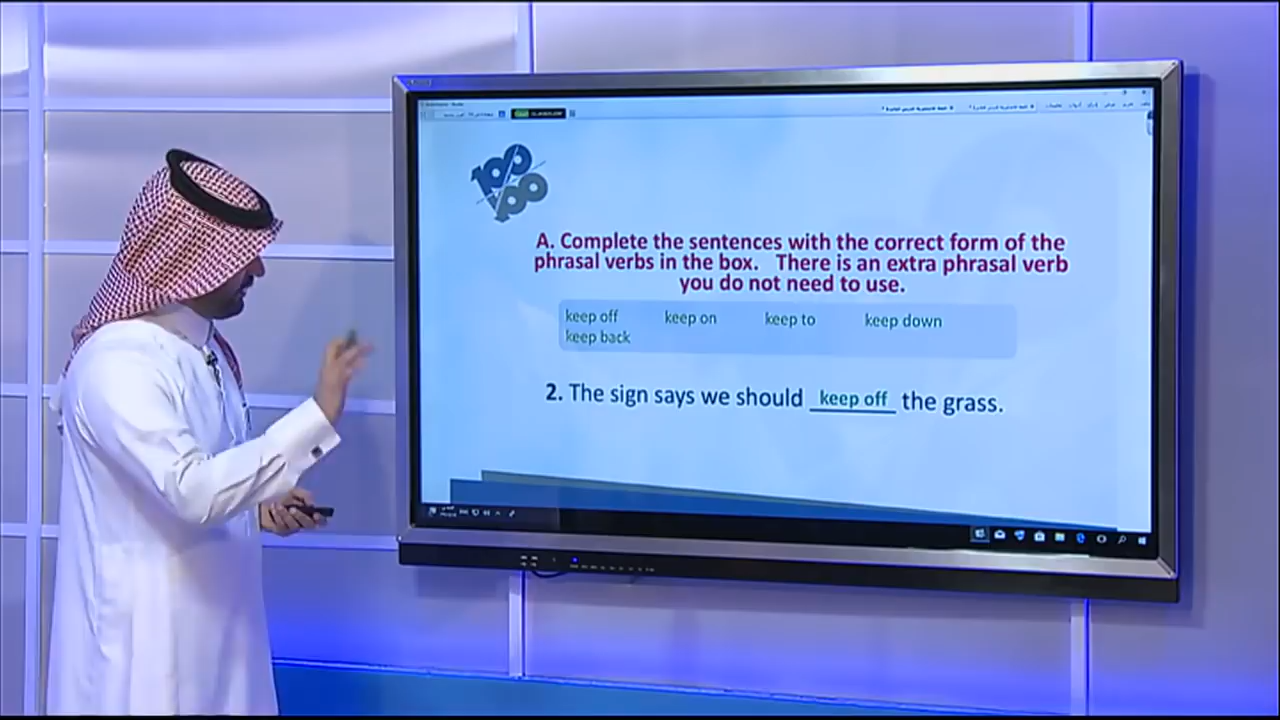 100
100
A. Complete the sentences with the correct form of the
phrasal verbs in the box. There is an extra phrasal verb
you do not need to use.
keep off keep on keep to keep down
keep back
2. The sign says we should keep off the grass.